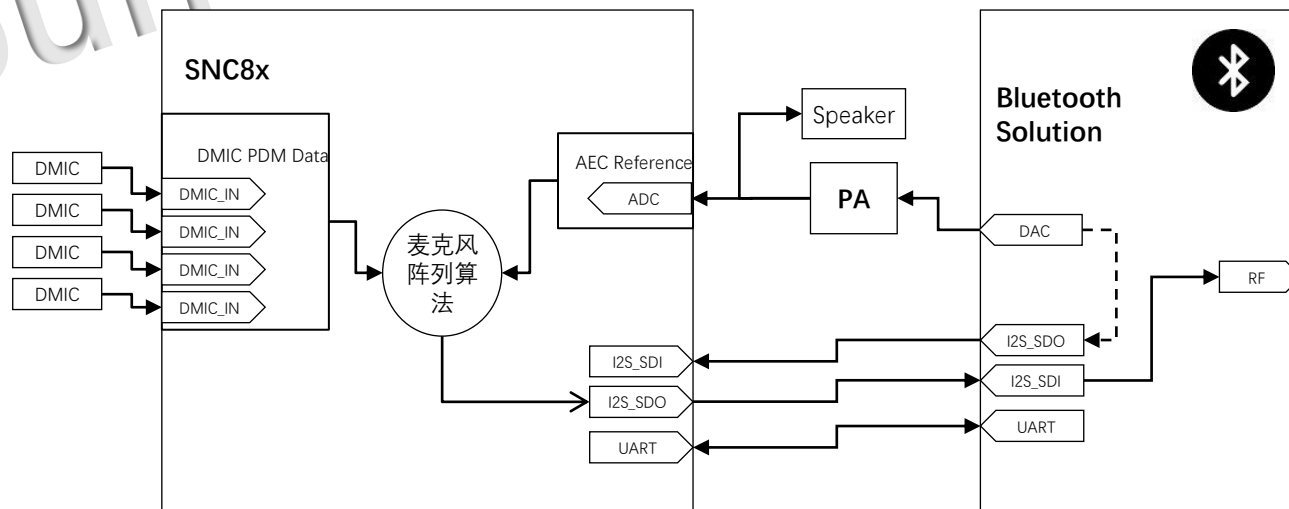 SNC8x
DMIC PDM Data
DMIC
DMIC
DMIC
DMIC
DMIC_IN
DMIC_IN
DMIC_IN
DMIC_IN
麦克风
阵列算
法
AEC Reference
ADC
I2S_SDI
I2S_SDO
UART
Speaker
PA
Bluetooth
Solution
DAC
RF
I2S_SDO
I2S_SDI
UART